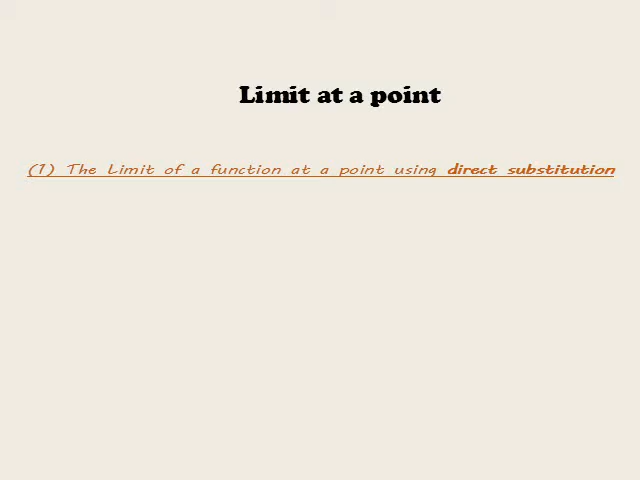 Limit at a point
(1) The Limit of a function at a point using direct substitution